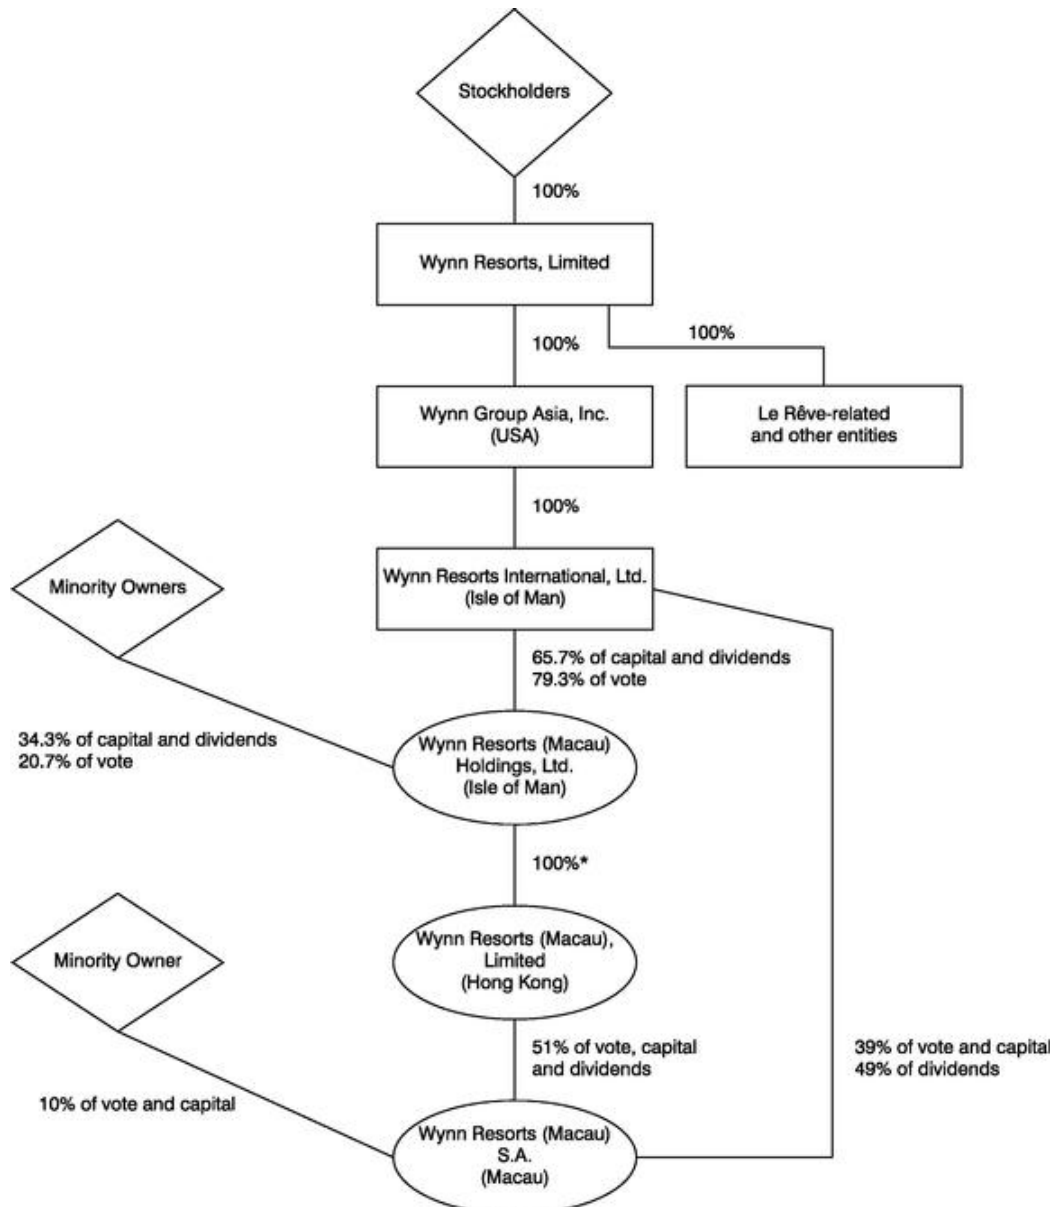 Stockholders
100%
Wynn Resorts, Limited
100%
100%
Wynn Group Asia, Inc.
(USA)
Le Rêve-related
and other entities
100%
Minority Owners
Wynn Resorts International, Ltd.
(Isle of Man)
65.7% of capital and dividends
79.3% of vote
34.3% of capital and dividends
20.7% of vote
Wynn Resorts (Macau)
Holdings, Ltd.
(Isle of Man)
100%*
Minority Owner
Wynn Resorts (Macau),
Limited
(Hong Kong)
51% of vote, capital
and dividends
39% of vote and capital
49% of dividends
10% of vote and capital
Wynn Resorts (Macau)
S.A.
(Macau)